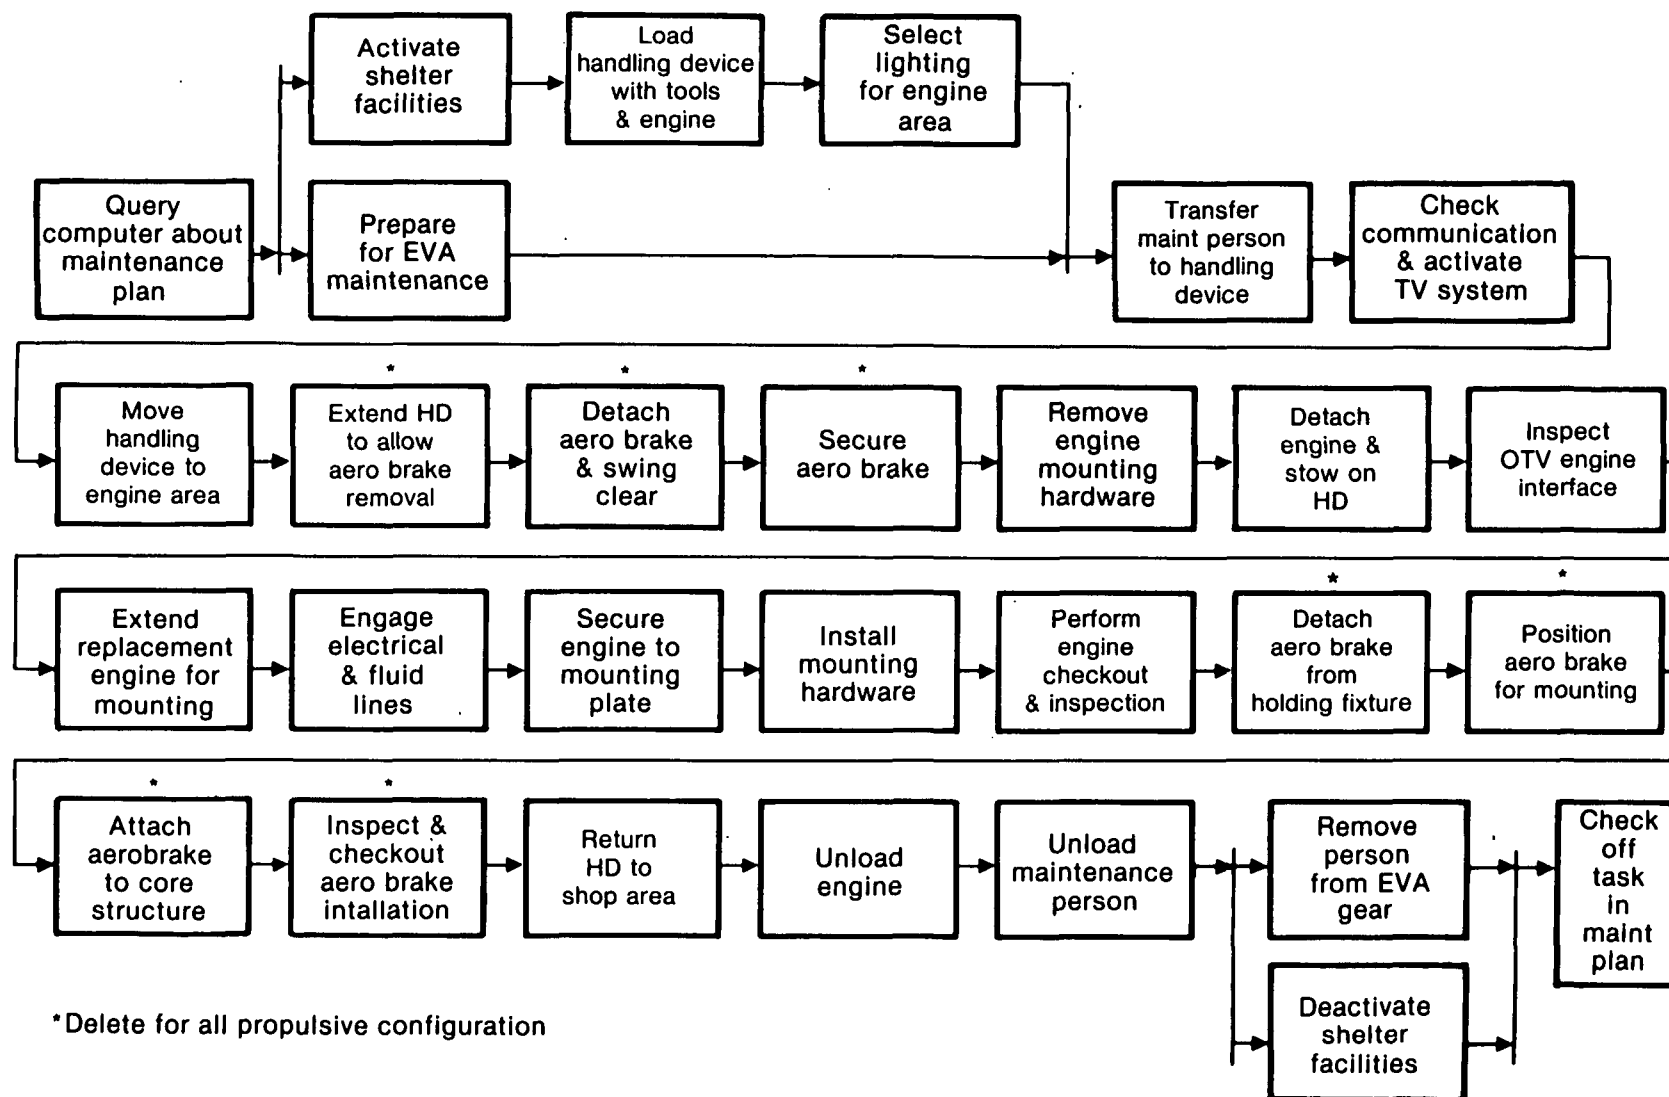 Activate
shelter
facilities
Load
handling device
with tools
& engine
Select
lighting
for engine
area
Query
computer about
maintenance
plan
Prepare
for EVA
maintenance
Transfer
maint person
to handling
device
Check
communication
& activate
TV system
Move
handling
device to
engine area
*
Extend HD
to allow
aero brake
removal
*
Detach
aero brake
& swing
clear
*
Secure
aero brake
Remove
engine
mounting
hardware
Detach
engine &
stow on
HD
Inspect
OTV engine
interface
Extend
replacement
engine for
mounting
Engage
electrical
& fluid
lines
Secure
engine to
mounting
plate
Install
mounting
hardware
Perform
engine
checkout
& inspection
*
Detach
aero brake
from
holding fixture
*
Position
aero brake
for mounting
*
Attach
aerobrake
to core
structure
*
Inspect &
checkout
aero brake
intallation
Return
HD to
shop area
Unload
engine
Unload
maintenance
person
Remove
person
from EVA
gear
Deactivate
shelter
facilities
Check
off
task
in
maint
plan
*Delete for all propulsive configuration